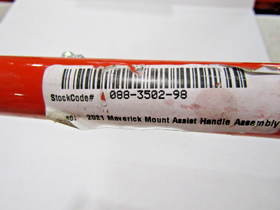 StockCode# 088-3502-98
2021 Maverick Mount Assist Handle Assembly